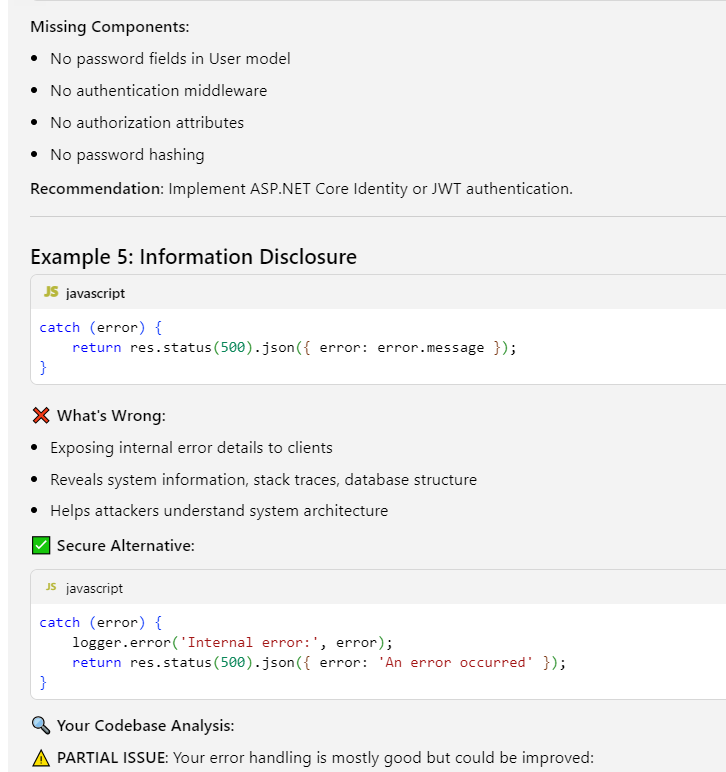 Missing Components:
• No password fields in User model
• No authentication middleware
• No authorization attributes
• No password hashing
Recommendation: Implement ASP.NET Core Identity or JWT authentication.
Example 5: Information Disclosure
JS javascript
catch (error) {
    return res.status(500).json({ error: error.message });
}
❌ What's Wrong:
• Exposing internal error details to clients
• Reveals system information, stack traces, database structure
• Helps attackers understand system architecture
✅ Secure Alternative:
JS javascript
catch (error) {
    logger.error('Internal error:', error);
    return res.status(500).json({ error: 'An error occurred' });
}
🔍 Your Codebase Analysis:
⚠️ PARTIAL ISSUE: Your error handling is mostly good but could be improved: